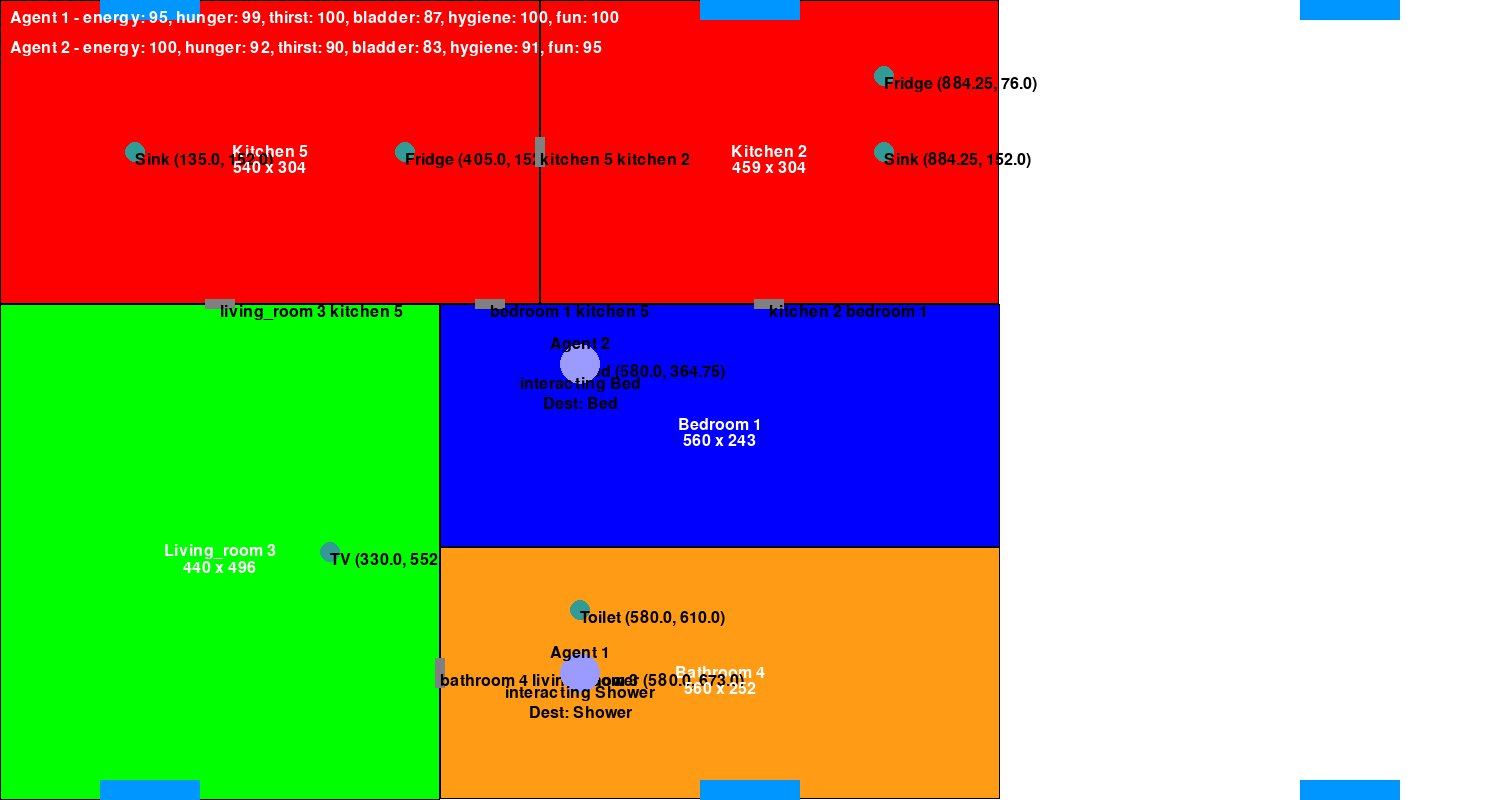 Agent 1 - energy: 95, hunger: 99, thirst: 100, bladder: 87, hygiene: 100, fun: 100
Agent 2 - energy: 100, hunger: 92, thirst: 90, bladder: 83, hygiene: 91, fun: 95
Fridge (884.25, 76.0)
Sink (135.0, 152.0)
Kitchen 5
540 x 304
Fridge (405.0, 152
kitchen 5 kitchen 2
Kitchen 2
459 x 304
Sink (884.25, 152.0)
living_room 3 kitchen 5
bedroom 1 kitchen 5
kitchen 2 bedroom 1
Agent 2
(580.0, 364.75)
interacting Bed
Dest: Bed
Bedroom 1
560 x 243
Living_room 3
440 x 496
TV (330.0, 552
Toilet (580.0, 610.0)
Agent 1
bathroom 4 living_room 3
(580.0, 673.0)
Bathroom 4
560 x 252
interacting Shower
Dest: Shower